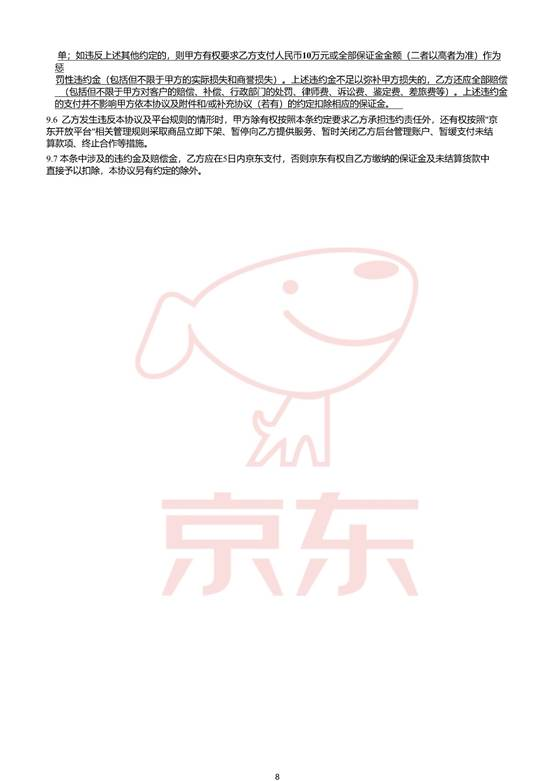 单；如违反上述其他约定的，则甲方有权要求乙方支付人民币10万元或全部保证金金额（二者以高者为准）作为
惩
罚性违约金（包括但不限于甲方的实际损失和商誉损失）。上述违约金不足以弥补甲方损失的，乙方还应全部赔偿
（包括但不限于甲方对客户的赔偿、补偿、行政部门的处罚、律师费、诉讼费、鉴定费、差旅费等）。上述违约金
的支付并不影响甲方依本协议及附件和/或补充协议（若有）的约定扣除相应的保证金。
9.6 乙方发生违反本协议及平台规则的情形时，甲方除有权按照本条约定要求乙方承担违约责任外，还有权按照"京
东开放平台"相关管理规则采取商品立即下架、暂停向乙方提供服务、暂时关闭乙方后台管理账户、暂缓支付未结
算款项、终止合作等措施。
9.7 本条中涉及的违约金及赔偿金，乙方应在5日内京东支付，否则京东有权自乙方缴纳的保证金及未结算货款中
直接予以扣除，本协议另有约定的除外。
京东
8